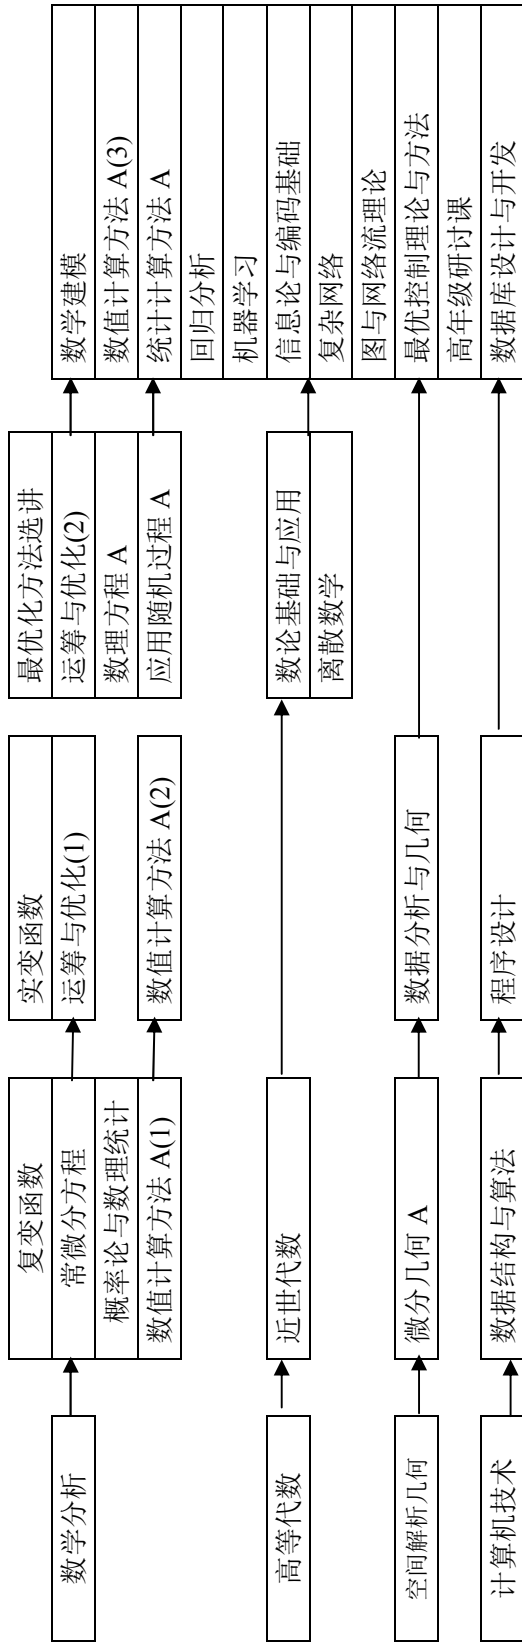 数学分析
高等代数
空间解析几何
计算机技术
复变函数
常微分方程
概率论与数理统计
数值计算方法 A(1)
近世代数
微分几何 A
数据结构与算法
实变函数
运筹与优化(1)
数值计算方法 A(2)
数据分析与几何
程序设计
最优化方法选讲
运筹与优化(2)
数理方程 A
应用随机过程 A
数论基础与应用
离散数学
数学建模
数值计算方法 A(3)
统计计算方法 A
回归分析
机器学习
信息论与编码基础
复杂网络
图与网络流理论
最优控制理论与方法
高年级研讨课
数据库设计与开发